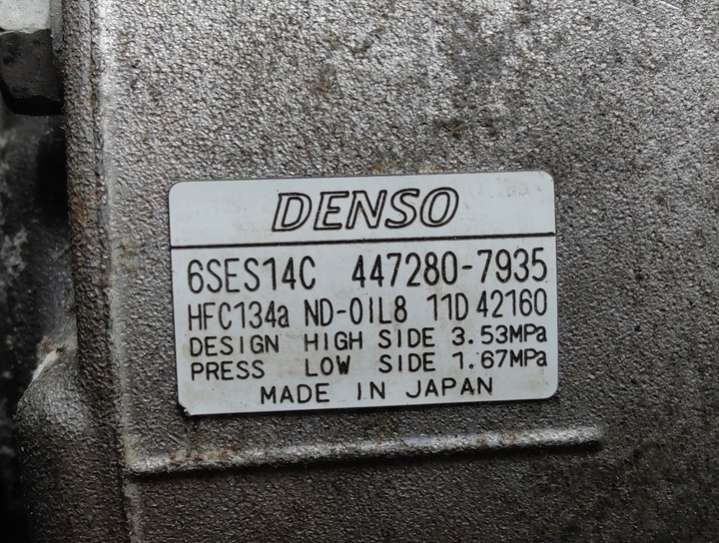 DENSO
6SES14C 447280-7935
HFC134a ND-OIL8 11D 42160
DESIGN HIGH SIDE 3.53MPa
PRESS LOW SIDE 1.67MPa
MADE IN JAPAN